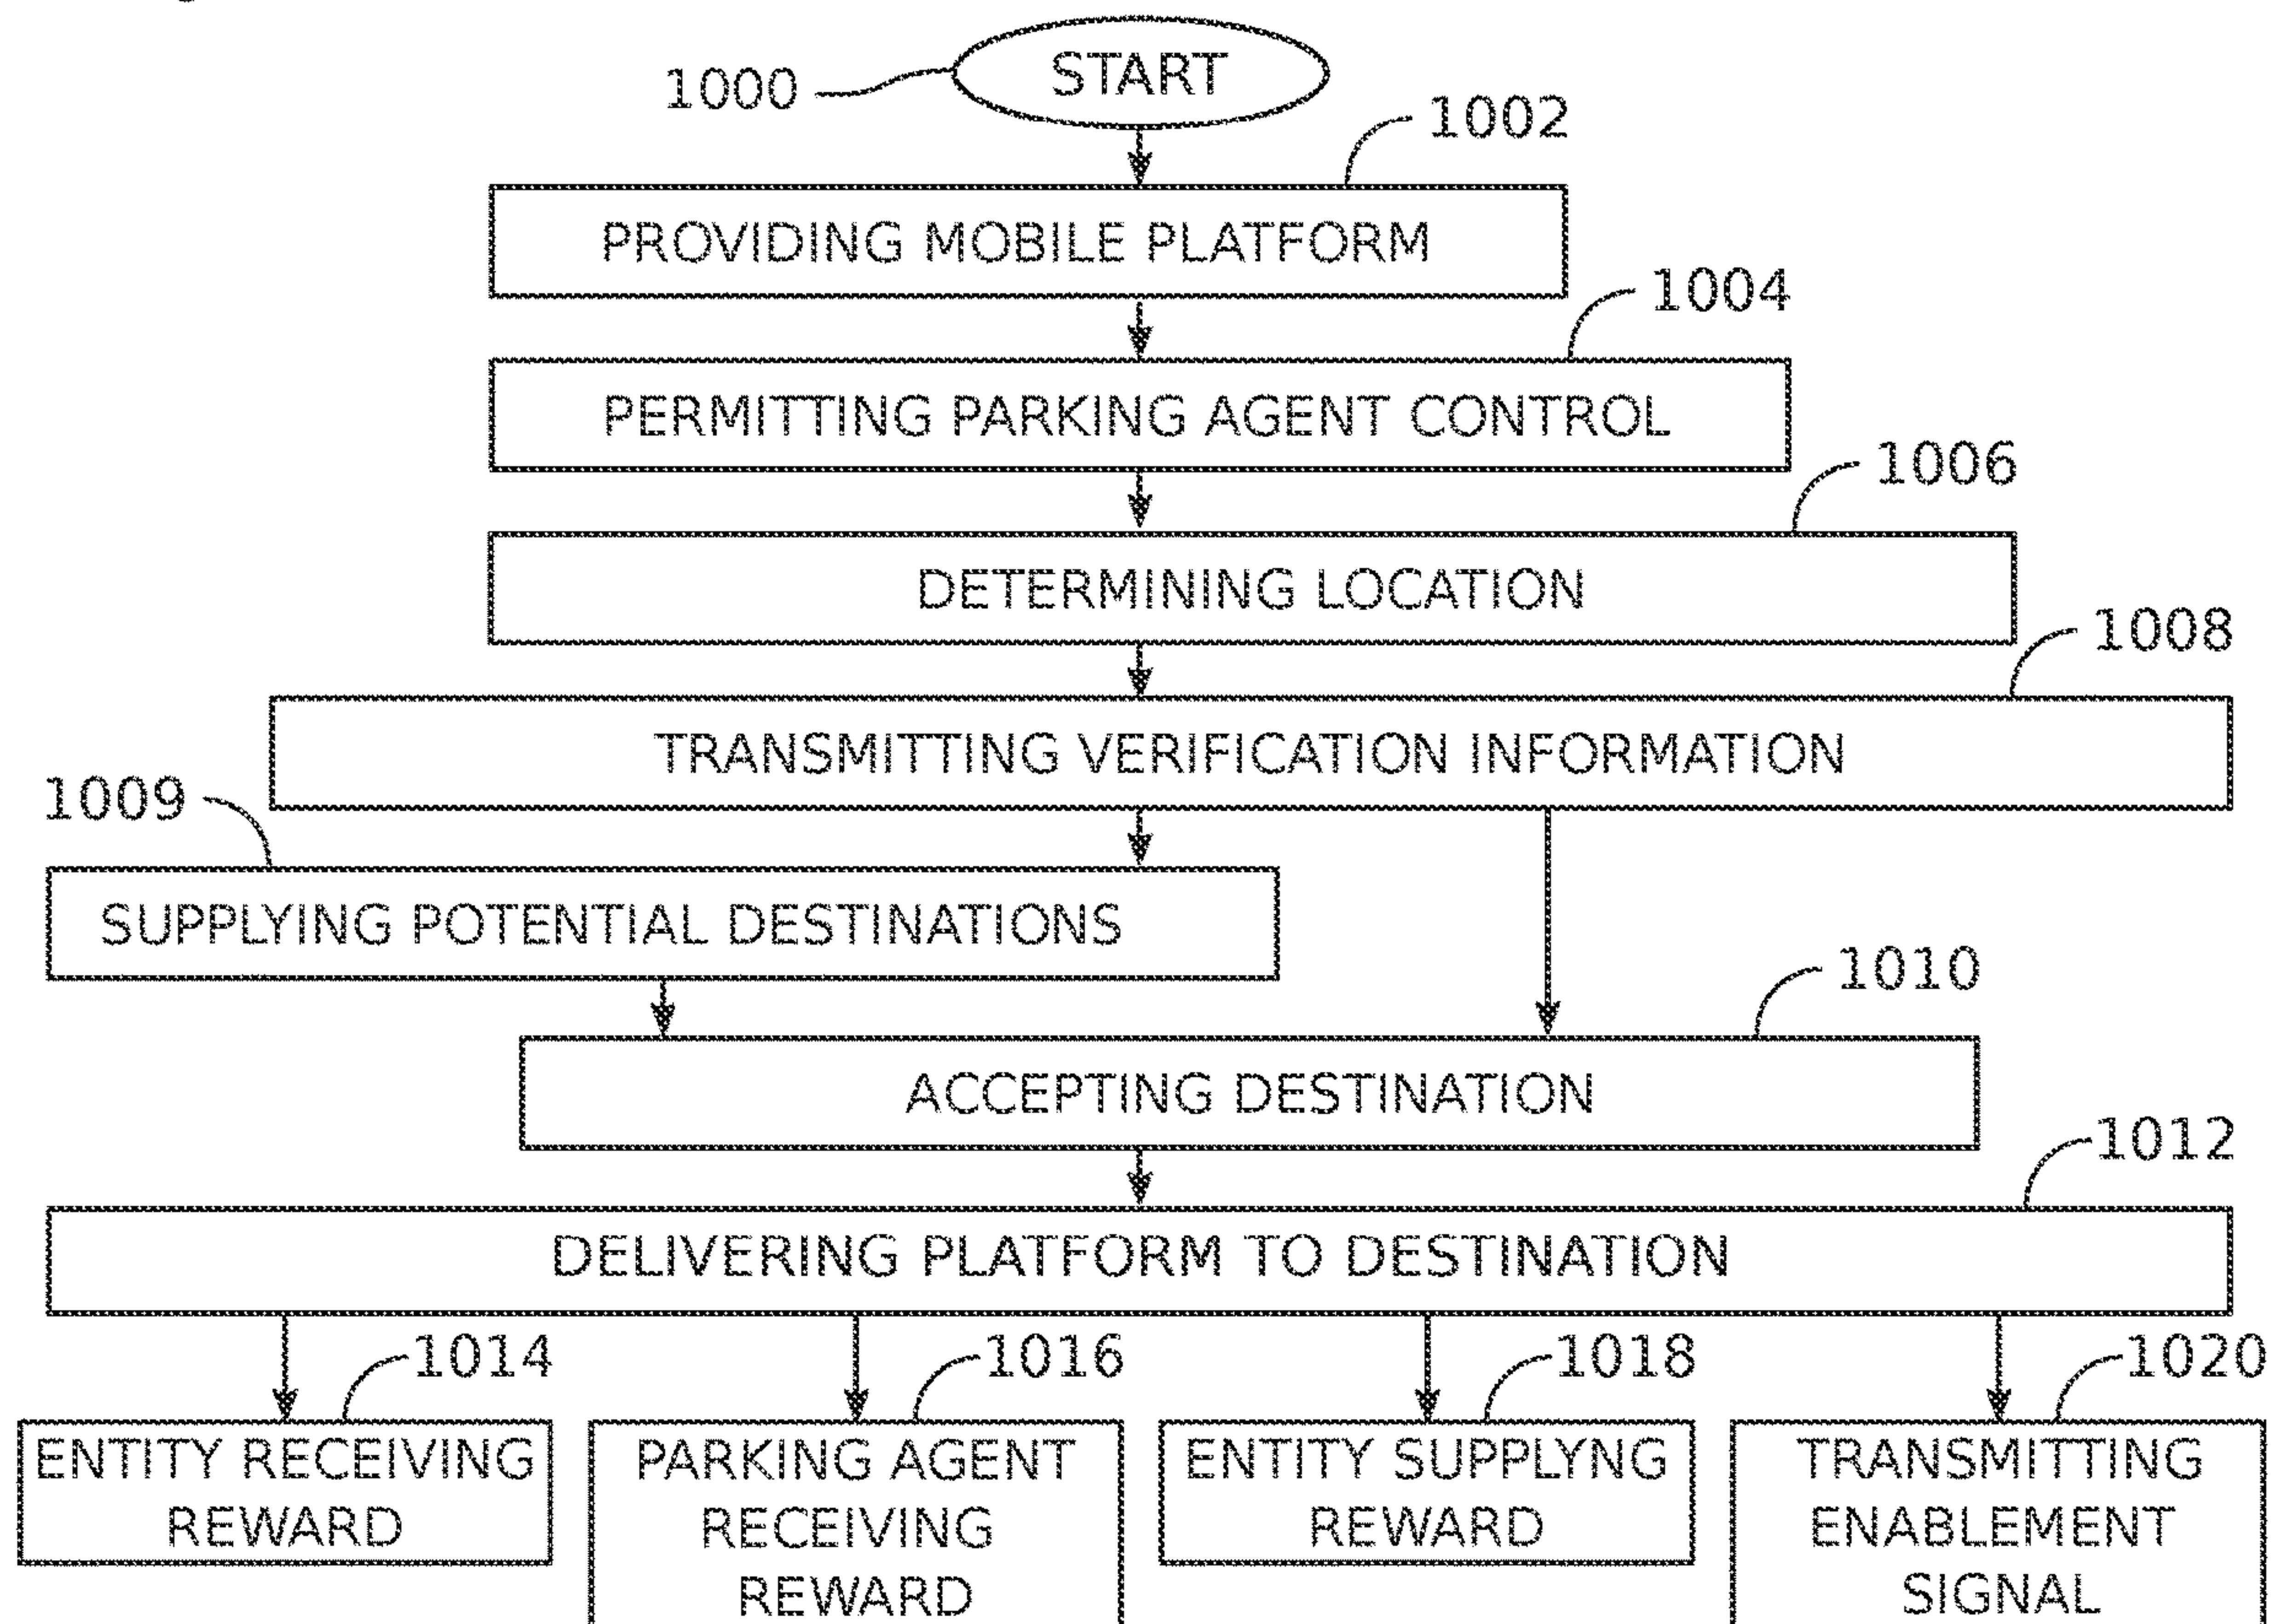 START
1000
1002
PROVIDING MOBILE PLATFORM
1004
PERMITTING PARKING AGENT CONTROL
1006
DETERMINING LOCATION
1008
TRANSMITTING VERIFICATION INFORMATION
1009
SUPPLYING POTENTIAL DESTINATIONS
1010
ACCEPTING DESTINATION
1012
DELIVERING PLATFORM TO DESTINATION
1014
1016
1018
1020
ENTITY RECEIVING
REWARD
PARKING AGENT
RECEIVING
REWARD
ENTITY SUPPLYNG
REWARD
TRANSMITTING
ENABLEMENT
SIGNAL